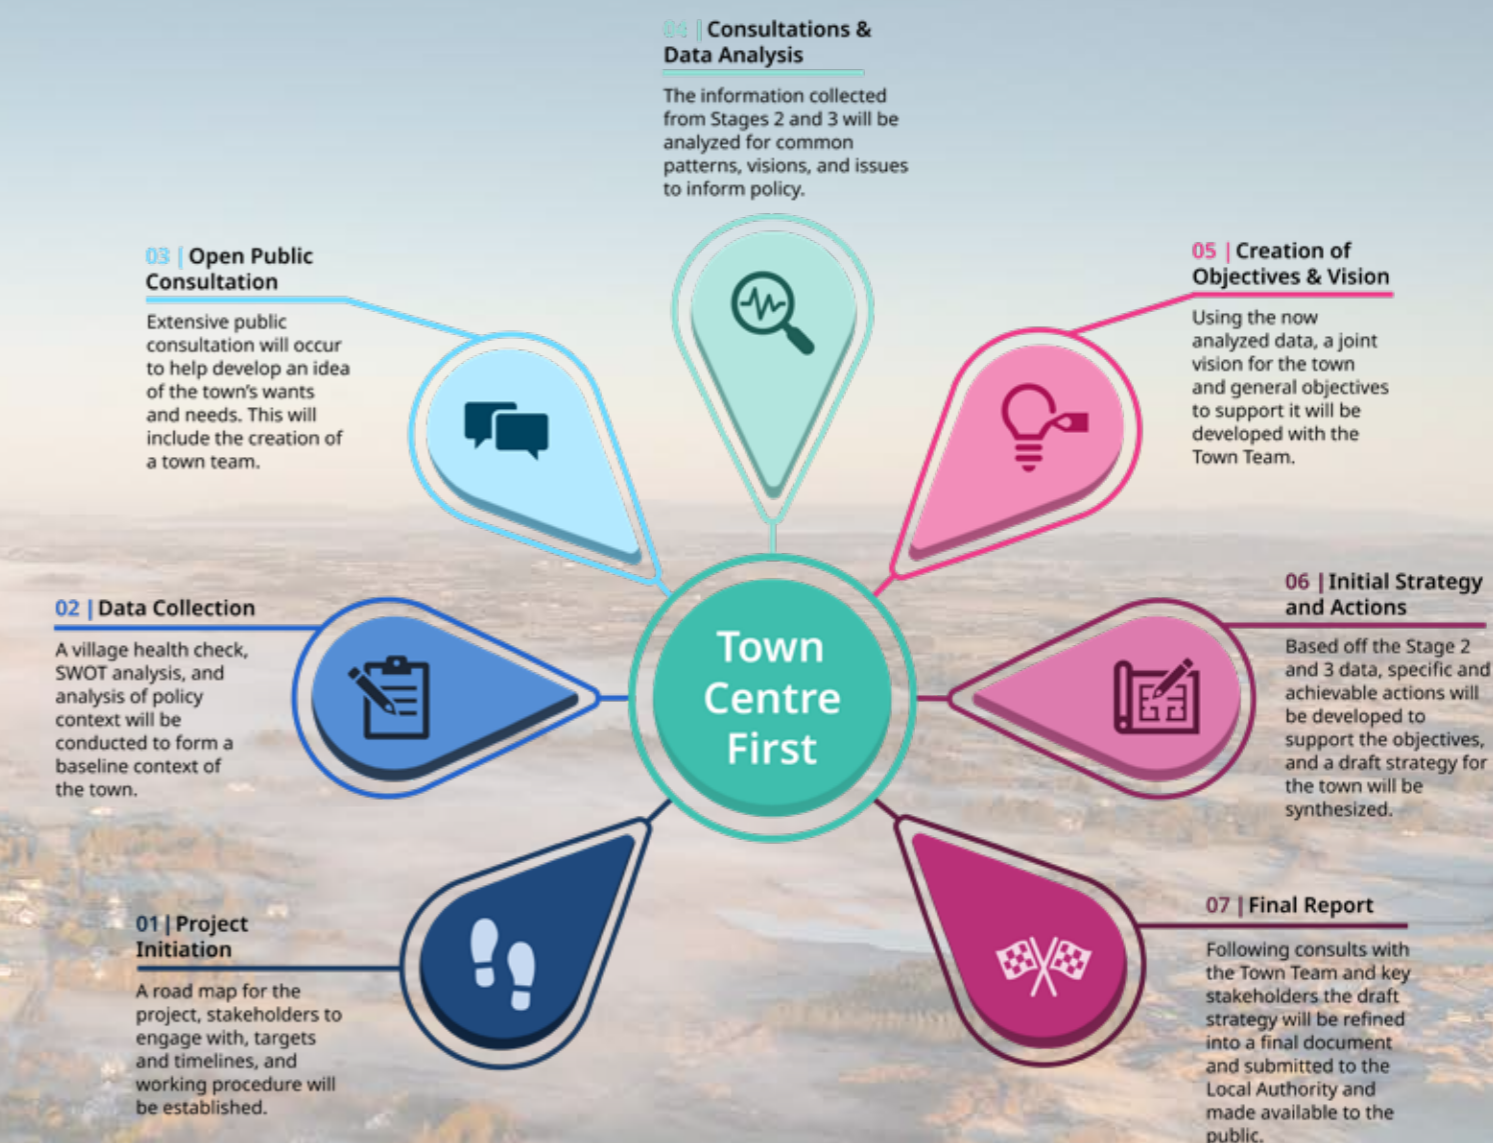 04 | Consultations &
Data Analysis
The information collected
from Stages 2 and 3 will be
analyzed for common
patterns, visions, and issues
to inform policy.
03 | Open Public
Consultation
Extensive public
consultation will occur
to help develop an idea
of the town's wants
and needs. This will
include the creation of
a town team.
05 | Creation of
Objectives & Vision
Using the now
analyzed data, a joint
vision for the town
and general objectives
to support it will be
developed with the
Town Team.
02 | Data Collection
A village health check,
SWOT analysis, and
analysis of policy
context will be
conducted to form a
baseline context of
the town.
Town
Centre
First
06 | Initial Strategy
and Actions
Based off the Stage 2
and 3 data, specific and
achievable actions will
be developed to
support the objectives,
and a draft strategy for
the town will be
synthesized.
01 | Project
Initiation
A road map for the
project, stakeholders to
engage with, targets
and timelines, and
working procedure will
be established.
07 | Final Report
Following consults with
the Town Team and key
stakeholders the draft
strategy will be refined
into a final document
and submitted to the
Local Authority and
made available to the
public.